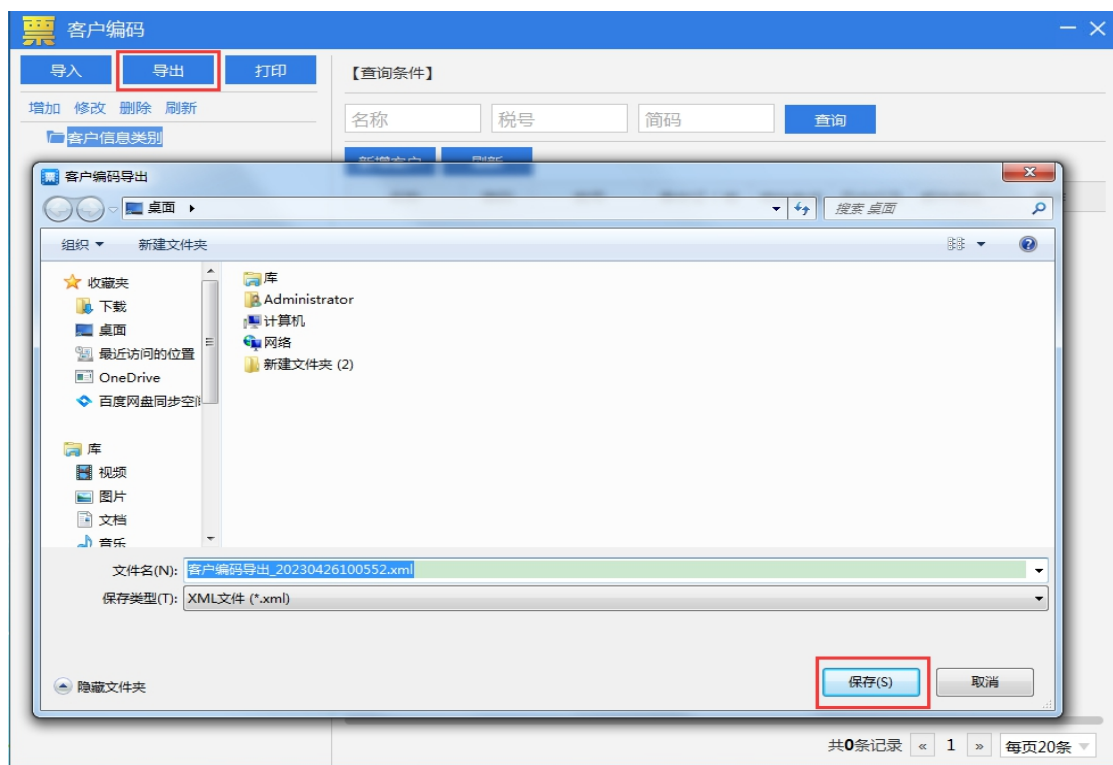 票 客户编码
导入 导出 打印 【查询条件】
增加 修改 删除 刷新
名称 税号 简码 查询
客户信息类别
刷新
客户编码导出
桌面
搜索 桌面
组织 新建文件夹
收藏夹
下载
桌面
最近访问的位置
OneDrive
百度网盘同步空间
库
视频
图片
文档
音乐
库
Administrator
计算机
网络
新建文件夹 (2)
文件名(N): 客户编码导出_20230426100552.xml
保存类型(T): XML文件 (*.xml)
隐藏文件夹 保存(S) 取消
共0条记录 « 1 » 每页20条